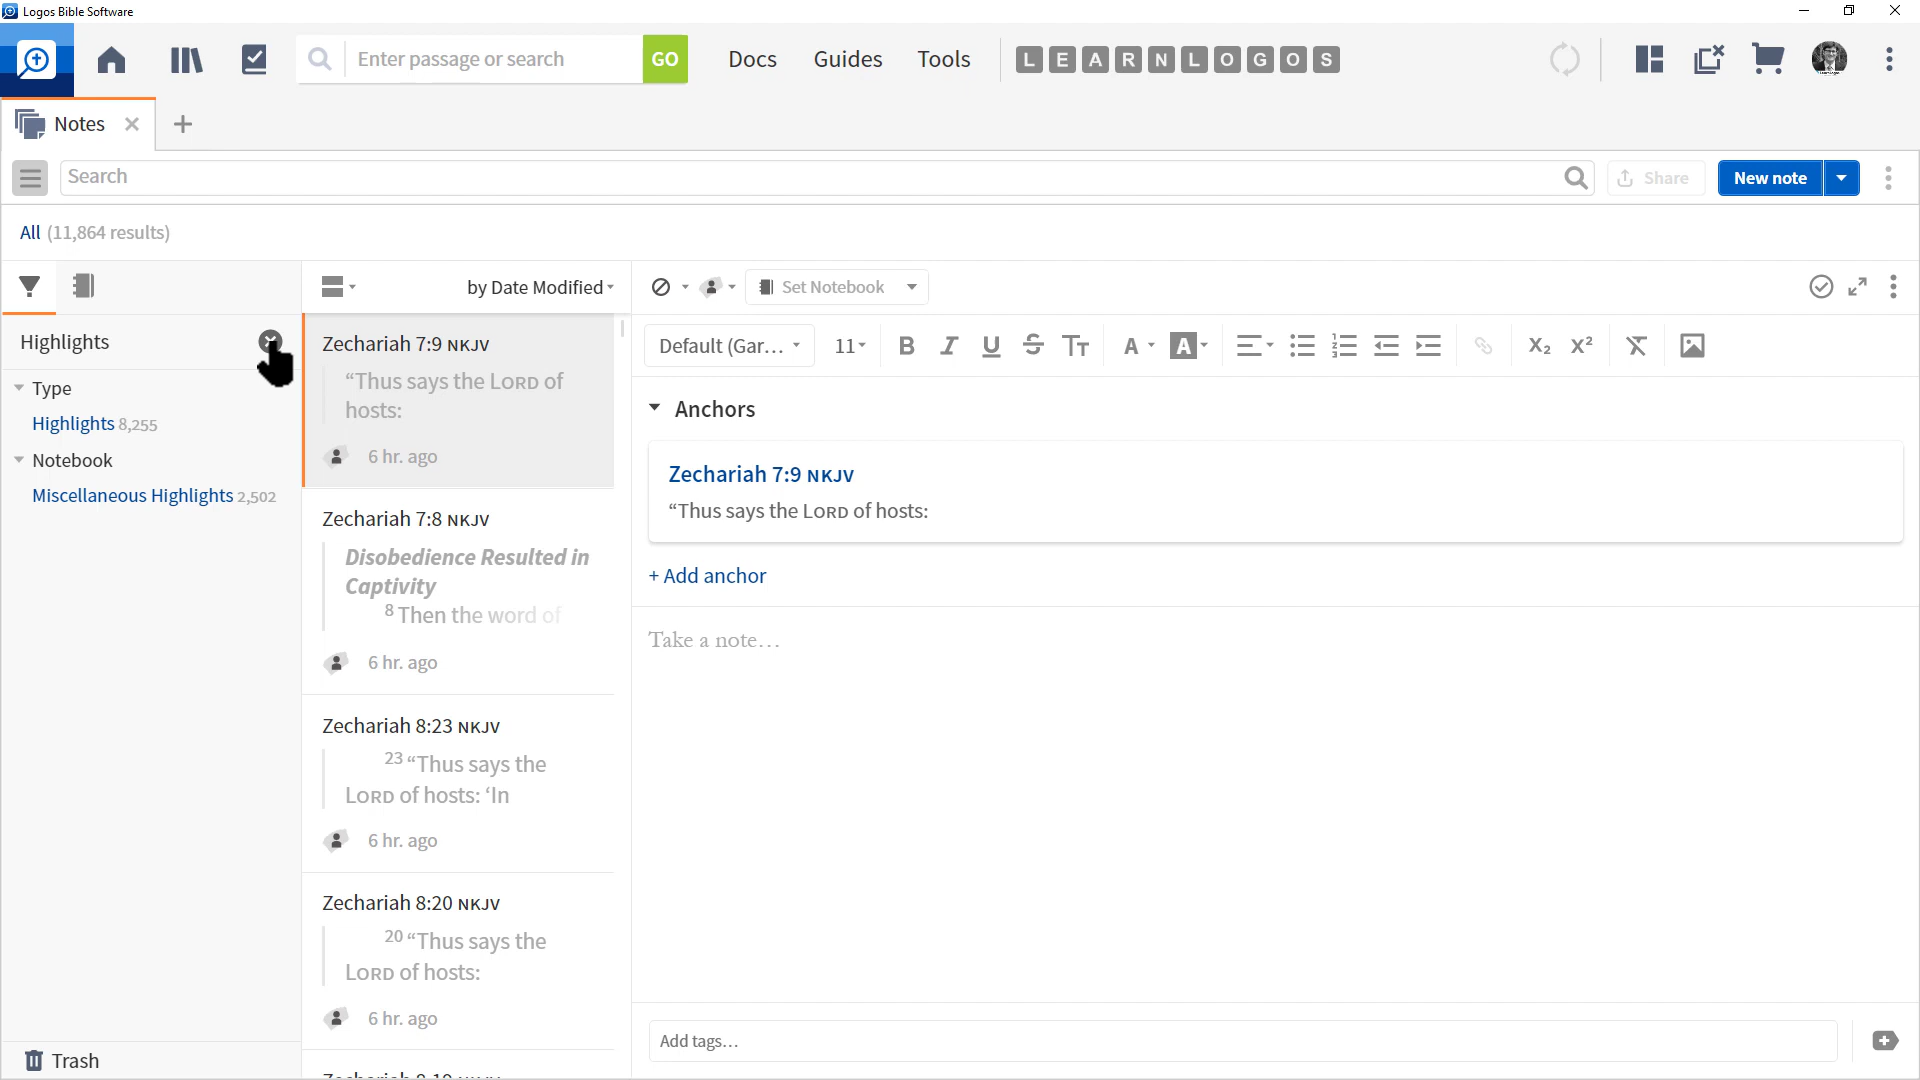 Logos Bible Software
Enter passage or search
GO
Docs
Guides
Tools
L E A R N L O G O S
Notes
Search
Share
New note
All (11,864 results)
by Date Modified
Set Notebook
Highlights
Type
Highlights 8,255
Notebook
Miscellaneous Highlights 2,502
Trash
Zechariah 7:9 NKJV
“Thus says the LORD of
hosts:
6 hr. ago
Zechariah 7:8 NKJV
Disobedience Resulted in
Captivity
8 Then the word of
6 hr. ago
Zechariah 8:23 NKJV
23 “Thus says the
LORD of hosts: ‘In
6 hr. ago
Zechariah 8:20 NKJV
20 “Thus says the
LORD of hosts:
6 hr. ago
Default (Gar...
11
B I U S TT A A X₂ X²
Anchors
Zechariah 7:9 NKJV
“Thus says the LORD of hosts:
+ Add anchor
Take a note...
Add tags...